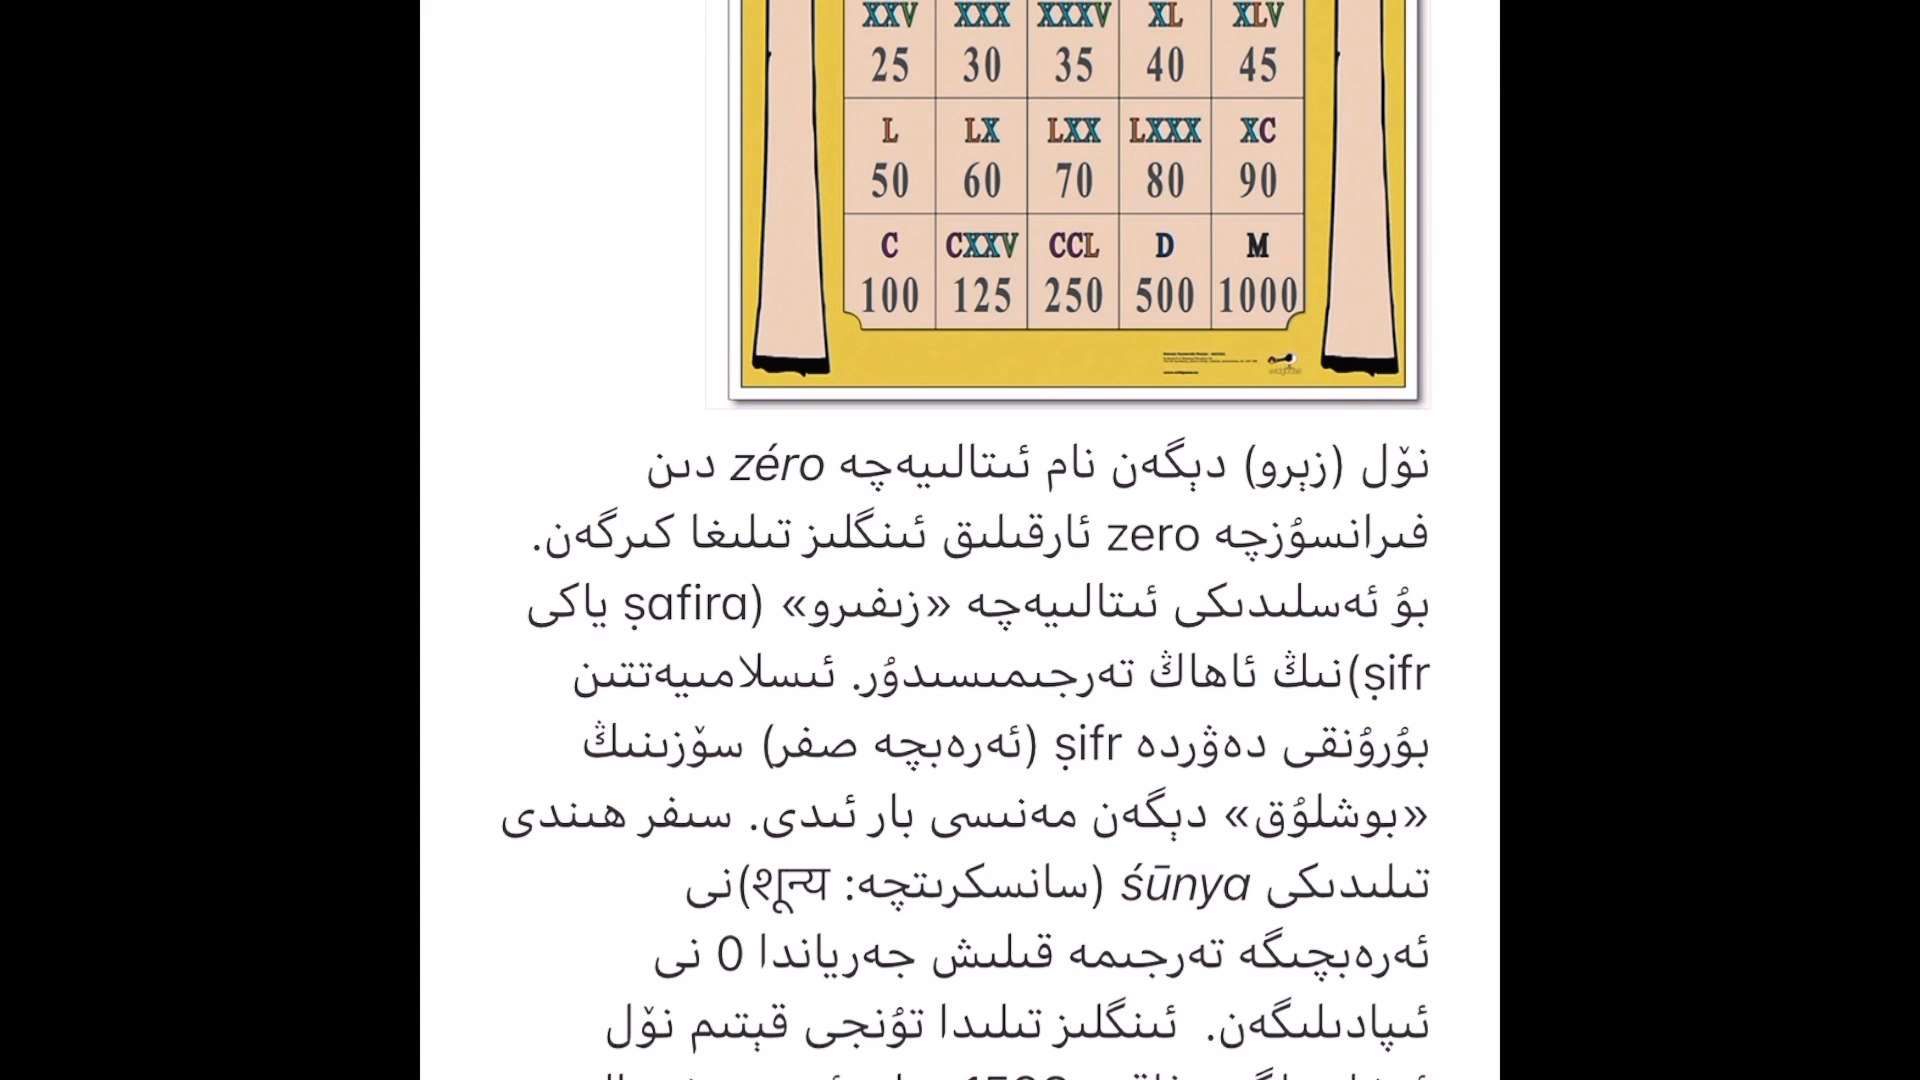 XXV XXX XXXV XL XLV
25 30 35 40 45
L LX LXX LXXX XC
50 60 70 80 90
C CXXV CCL D M
100 125 250 500 1000
نۆل (زېرو) دېگەن نام ئىتالىيەچە zéro دىن
فىرانسۇزچە zero ئارقىلىق ئىنگلىز تىلىغا كىرگەن.
بۇ ئەسلىدىكى ئىتالىيەچە «زىفىرو» (ṣafira ياكى
ṣifr)نىڭ ئاھاڭ تەرجىمىسىدۇر. ئىسلامىيەتتىن
بۇرۇنقى دەۋردە ṣifr (ئەرەبچە صفر) سۆزىنىڭ
«بوشلۇق» دېگەن مەنىسى بار ئىدى. سىفر ھىندى
تىلىدىكى śūnya (سانسكرىتچە: शून्य)نى
ئەرەبچىگە تەرجىمە قىلىش جەرياندا 0 نى
ئىپادىلىگەن. ئىنگلىز تىلىدا تۇنجى قېتىم نۆل